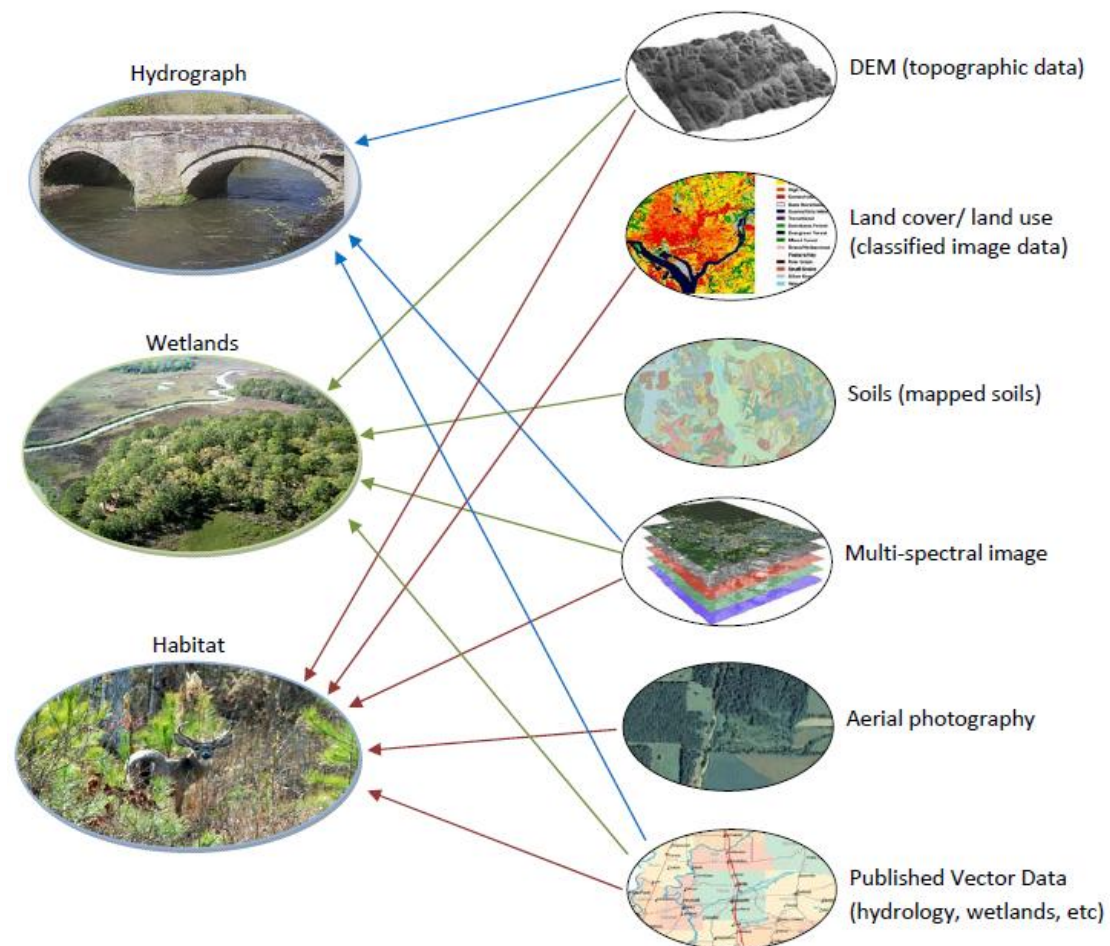 Hydrograph
DEM (topographic data)
Land cover/ land use
(classified image data)
Wetlands
Soils (mapped soils)
Multi-spectral image
Habitat
Aerial photography
Published Vector Data
(hydrology, wetlands, etc)